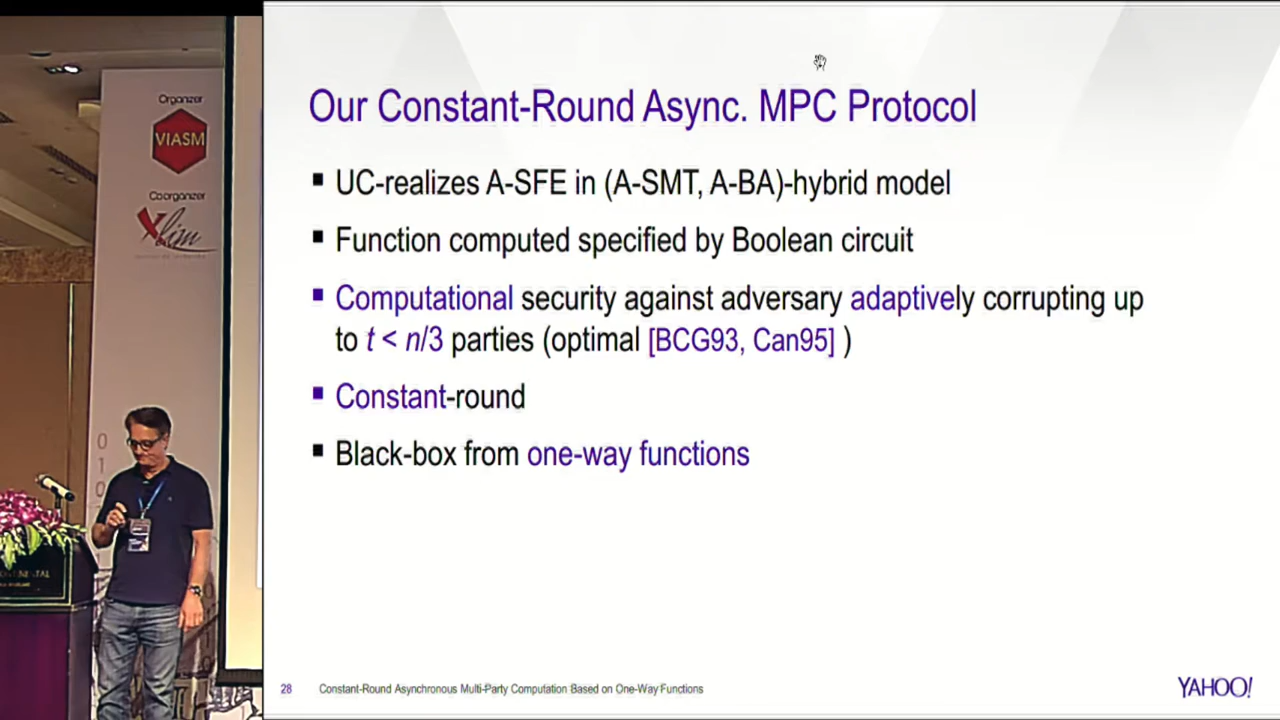 Organizer
VIASM
Coorganizer
Xlim
Our Constant-Round Async. MPC Protocol
UC-realizes A-SFE in (A-SMT, A-BA)-hybrid model
Function computed specified by Boolean circuit
Computational security against adversary adaptively corrupting up
to t < n/3 parties (optimal [BCG93, Can95] )
Constant-round
Black-box from one-way functions
28 Constant-Round Asynchronous Multi-Party Computation Based on One-Way Functions
YAHOO!